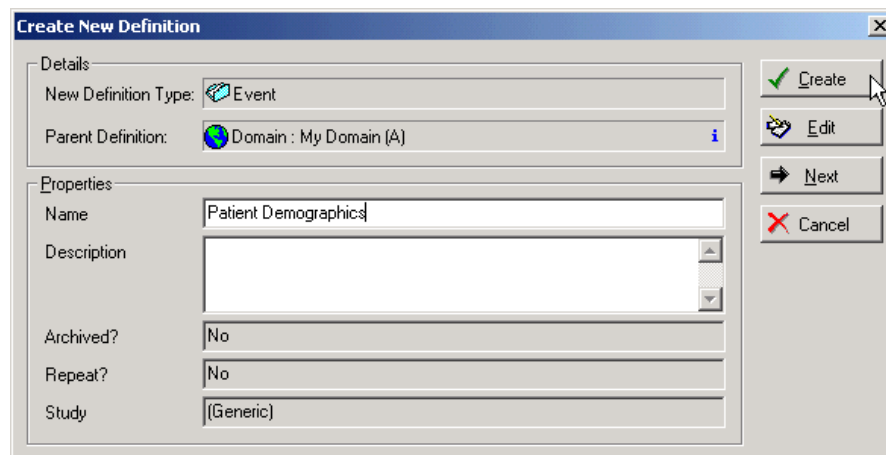 Create New Definition
Details
New Definition Type: Event
Parent Definition: Domain : My Domain (A) i
Properties
Name Patient Demographics
Description
Archived? No
Repeat? No
Study (Generic)
Create
Edit
Next
Cancel